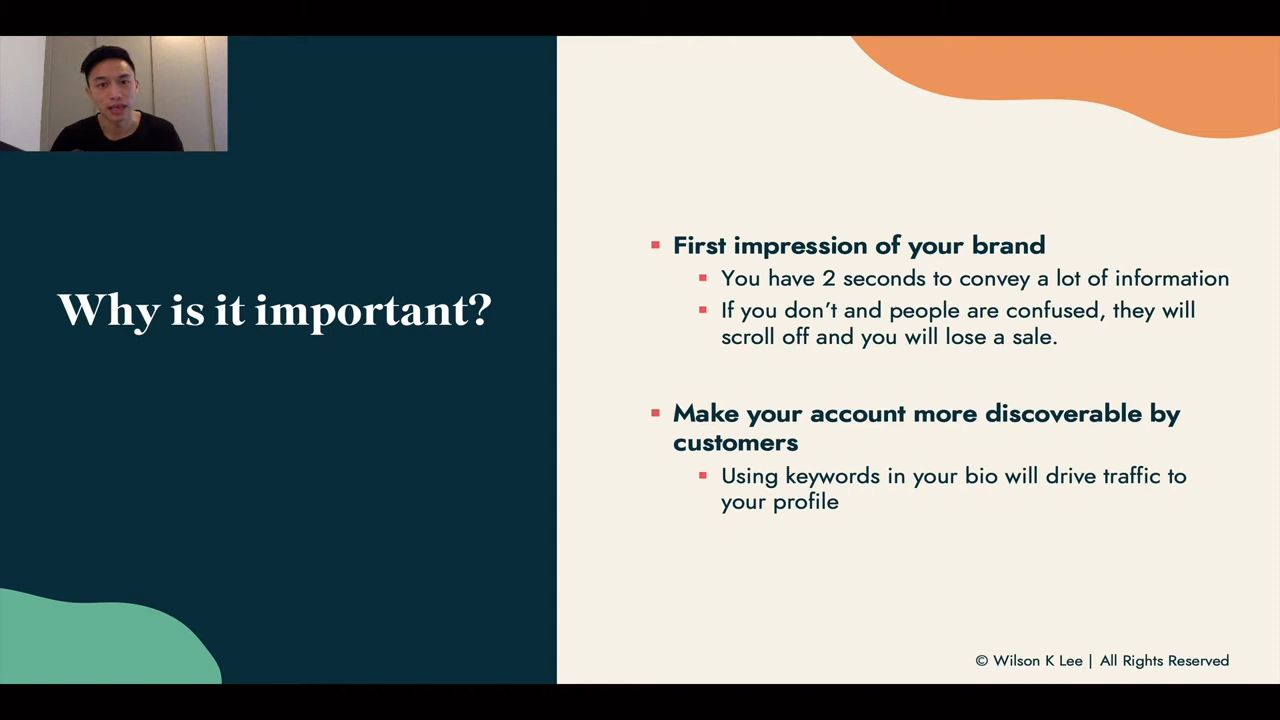 Why is it important?
First impression of your brand
You have 2 seconds to convey a lot of information
If you don’t and people are confused, they will
scroll off and you will lose a sale.
Make your account more discoverable by
customers
Using keywords in your bio will drive traffic to
your profile
© Wilson K Lee | All Rights Reserved